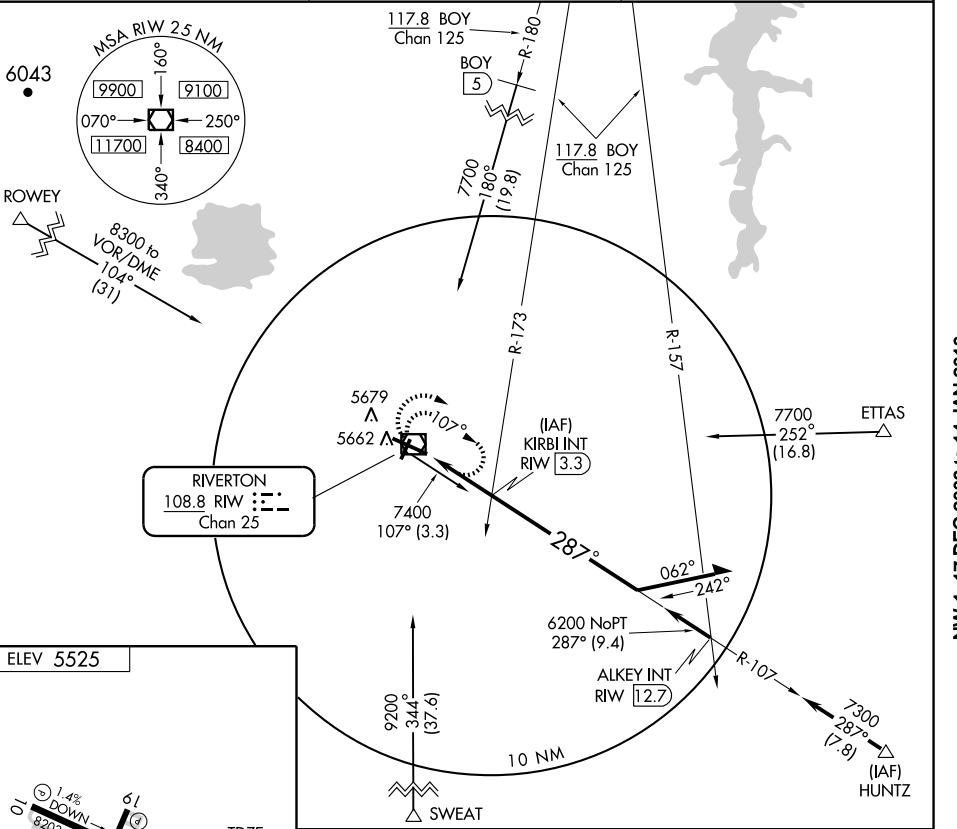 117.8 BOY
Chan 125
R-180
MSA RIW 25 NM
160°
6043
9900
9100
070°
250°
11700
8400
340°
BOY
5
117.8 BOY
Chan 125
7700
180°
(19.8)
ROWEY
8300 to
VOR/DME
104°
(31)
R-173
R-157
5679
5662
107°
(IAF)
KIRBI INT
RIW 3.3
7700
252°
(16.8)
ETTAS
RIVERTON
108.8 RIW
Chan 25
7400
107° (3.3)
287°
062°
242°
6200 NoPT
287° (9.4)
ALKEY INT
RIW 12.7
R-107
7300
287°
(7.8)
(IAF)
HUNTZ
ELEV 5525
9200
344°
(37.6)
10 NM
SWEAT
10
P
1.4%
DOWN
19
P